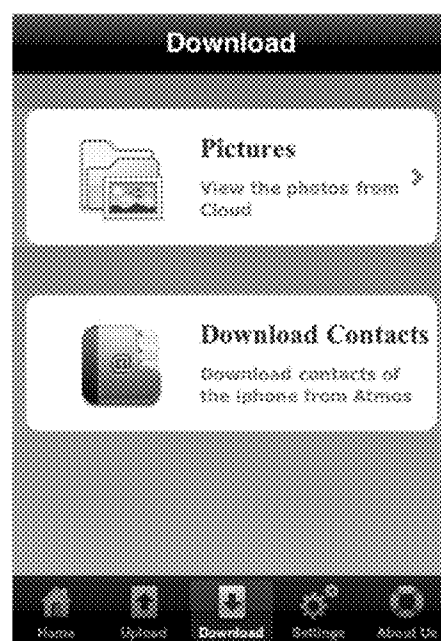 Download
Pictures
View the photos from
Cloud
Download Contacts
Download contacts of
the iphone from Atmos
Home
Upload
Download
Settings
About Us